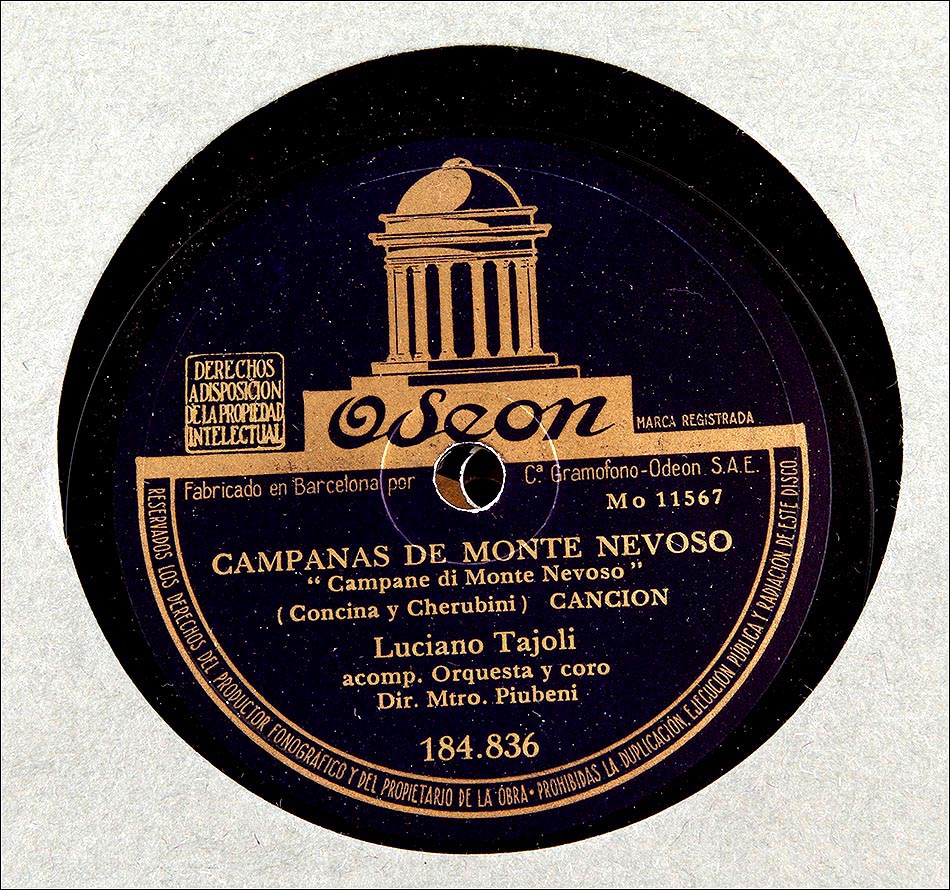 DERECHOS
A DISPOSICION
DE LA PROPIEDAD
INTELECTUAL
Odeon
MARCA REGISTRADA
Fabricado en Barcelona por
Cª Gramofono-Odeon. S.A.E.
Mo 11567
CAMPANAS DE MONTE NEVOSO
" Campane di Monte Nevoso "
( Concina y Cherubini ) CANCION
Luciano Tajoli
acomp. Orquesta y coro
Dir. Mtro. Piubeni
184.836
RESERVADOS LOS DERECHOS DEL PRODUCTOR FONOGRÁFICO Y DEL PROPIETARIO DE LA ÓBRA • PROHIBIDAS LA DUPLICACIÓN, EJECUCIÓN PÚBLICA Y RADIACIÓN DE ESTE DISCO.